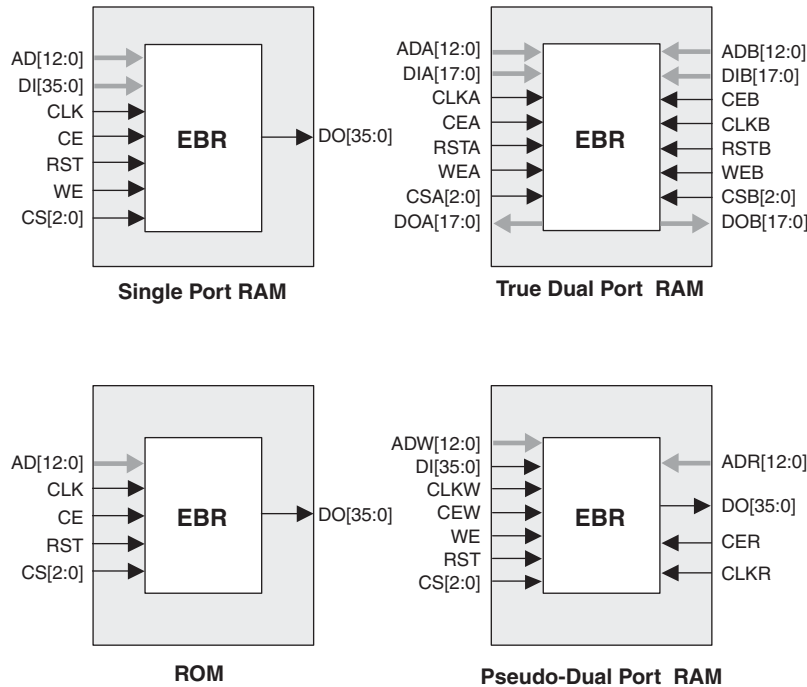 AD[12:0]
DI[35:0]
CLK
CE
RST
WE
CS[2:0]
EBR
DO[35:0]
Single Port RAM
ADA[12:0]
DIA[17:0]
CLKA
CEA
RSTA
WEA
CSA[2:0]
DOA[17:0]
EBR
ADB[12:0]
DIB[17:0]
CEB
CLKB
RSTB
WEB
CSB[2:0]
DOB[17:0]
True Dual Port RAM
AD[12:0]
CLK
CE
RST
CS[2:0]
EBR
DO[35:0]
ROM
ADW[12:0]
DI[35:0]
CLKW
CEW
WE
RST
CS[2:0]
EBR
ADR[12:0]
DO[35:0]
CER
CLKR
Pseudo-Dual Port RAM